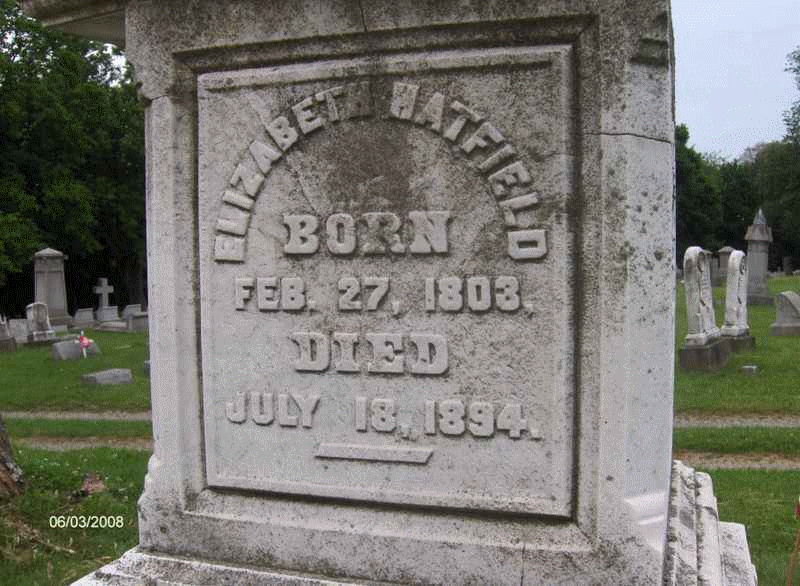 ELIZABETH HATFIELD
BORN
FEB. 27, 1803.
DIED
JULY 18, 1894.
06/03/2008